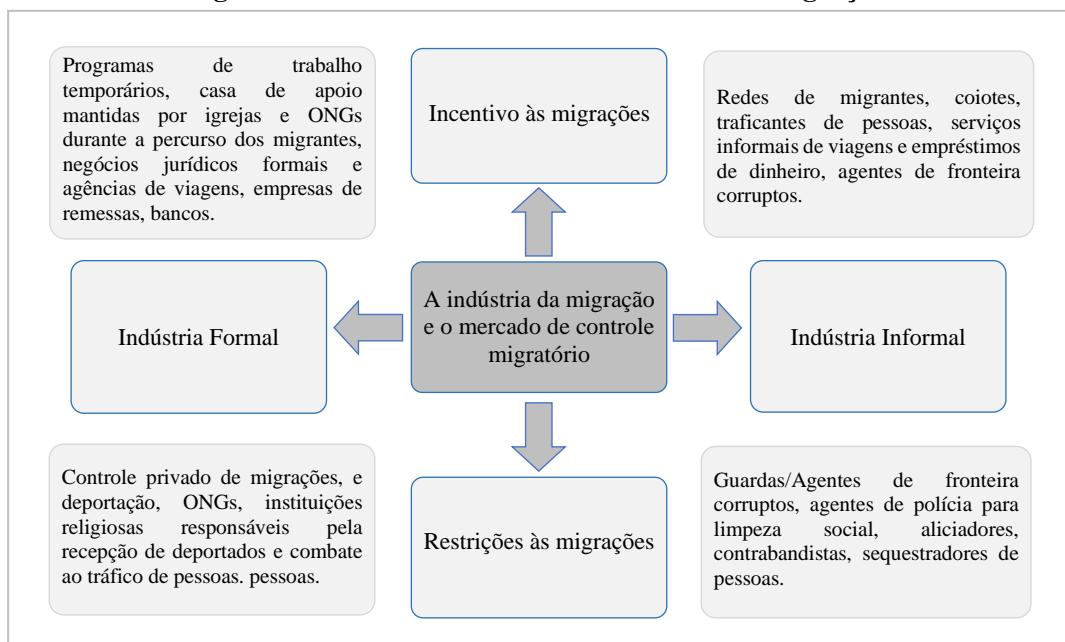 Programas de trabalho
temporários, casa de apoio
mantidas por igrejas e ONGs
durante a percurso dos migrantes,
negócios jurídicos formais e
agências de viagens, empresas de
remessas, bancos.
Incentivo às migrações
Redes de migrantes, coiotes,
traficantes de pessoas, serviços
informais de viagens e empréstimos
de dinheiro, agentes de fronteira
corruptos.
Indústria Formal
A indústria da migração
e o mercado de controle
migratório
Indústria Informal
Controle privado de migrações, e
deportação, ONGs, instituições
religiosas responsáveis pela
recepção de deportados e combate
ao tráfico de pessoas. pessoas.
Restrições às migrações
Guardas/Agentes de fronteira
corruptos, agentes de polícia para
limpeza social, aliciadores,
contrabandistas, sequestradores de
pessoas.